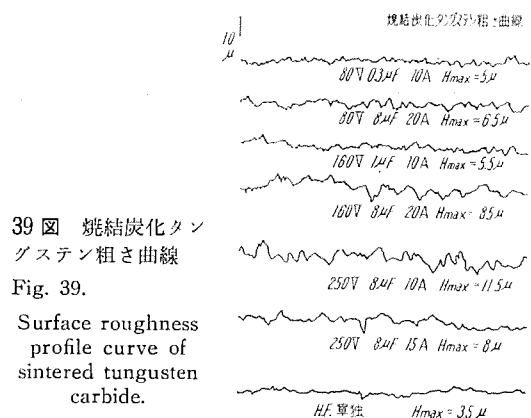 焼結炭化タングステン粗さ曲線
10
μ
80V 0.3μF 10A Hmax=5μ
80V 8μF 20A Hmax=6.5μ
160V 1μF 10A Hmax=5.5μ
160V 8μF 20A Hmax=8.5μ
250V 8μF 10A Hmax=11.5μ
250V 8μF 15A Hmax=8μ
H.F. 単独 Hmax=3.5μ
39 図 焼結炭化タン
グステン粗さ曲線
Fig. 39.
Surface roughness
profile curve of
sintered tungusten
carbide.